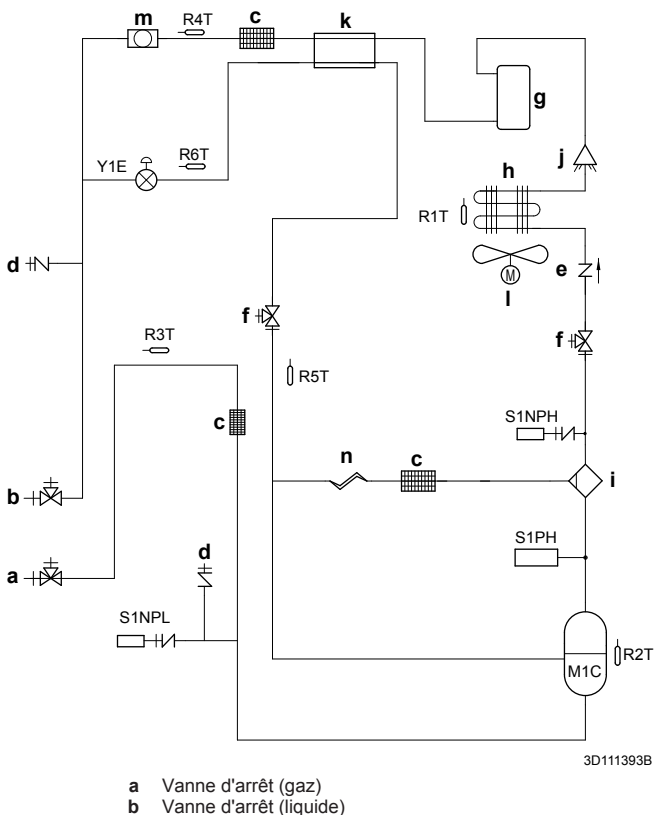 m
R4T
c
k
g
Y1E
R6T
j
h
R1T
M
l
d
e
f
f
R3T
R5T
c
S1NPH
n
c
i
b
S1PH
d
a
S1NPL
M1C
R2T
3D111393B
a Vanne d'arrêt (gaz)
b Vanne d'arrêt (liquide)